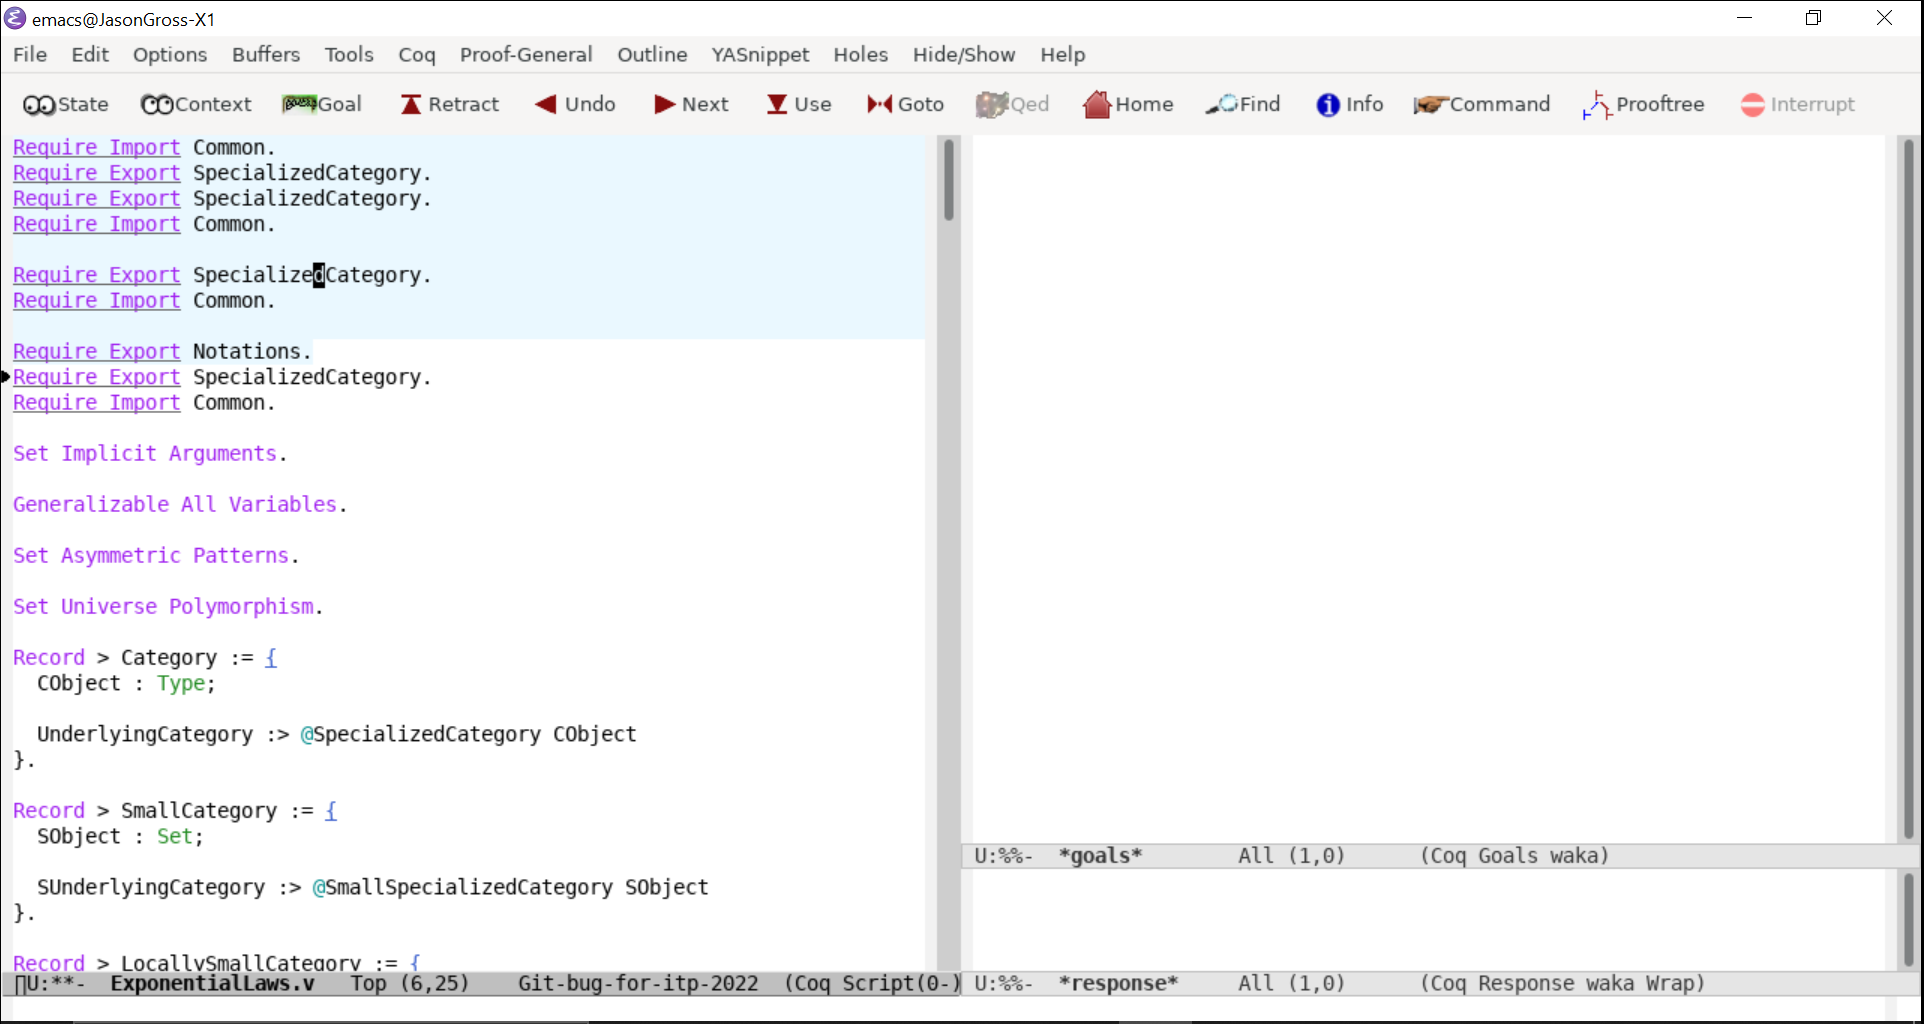 emacs@JasonGross-X1
File Edit Options Buffers Tools Coq Proof-General Outline YASnippet Holes Hide/Show Help
State Context Goal Retract Undo Next Use Goto Qed Home Find Info Command Prooftree Interrupt
Require Import Common.
Require Export SpecializedCategory.
Require Export SpecializedCategory.
Require Import Common.
Require Export SpecializedCategory.
Require Import Common.
Require Export Notations.
Require Export SpecializedCategory.
Require Import Common.
Set Implicit Arguments.
Generalizable All Variables.
Set Asymmetric Patterns.
Set Universe Polymorphism.
Record > Category := {
  CObject : Type;
  UnderlyingCategory :> @SpecializedCategory CObject
}.
Record > SmallCategory := {
  SObject : Set;
  SUnderlyingCategory :> @SmallSpecializedCategory SObject
}.
Record > LocallySmallCategory := {
U:**-  ExponentialLaws.v   Top (6,25)    Git-bug-for-itp-2022  (Coq Script(0-)
U:%%-  *goals*        All (1,0)      (Coq Goals waka)
U:%%-  *response*     All (1,0)      (Coq Response waka Wrap)